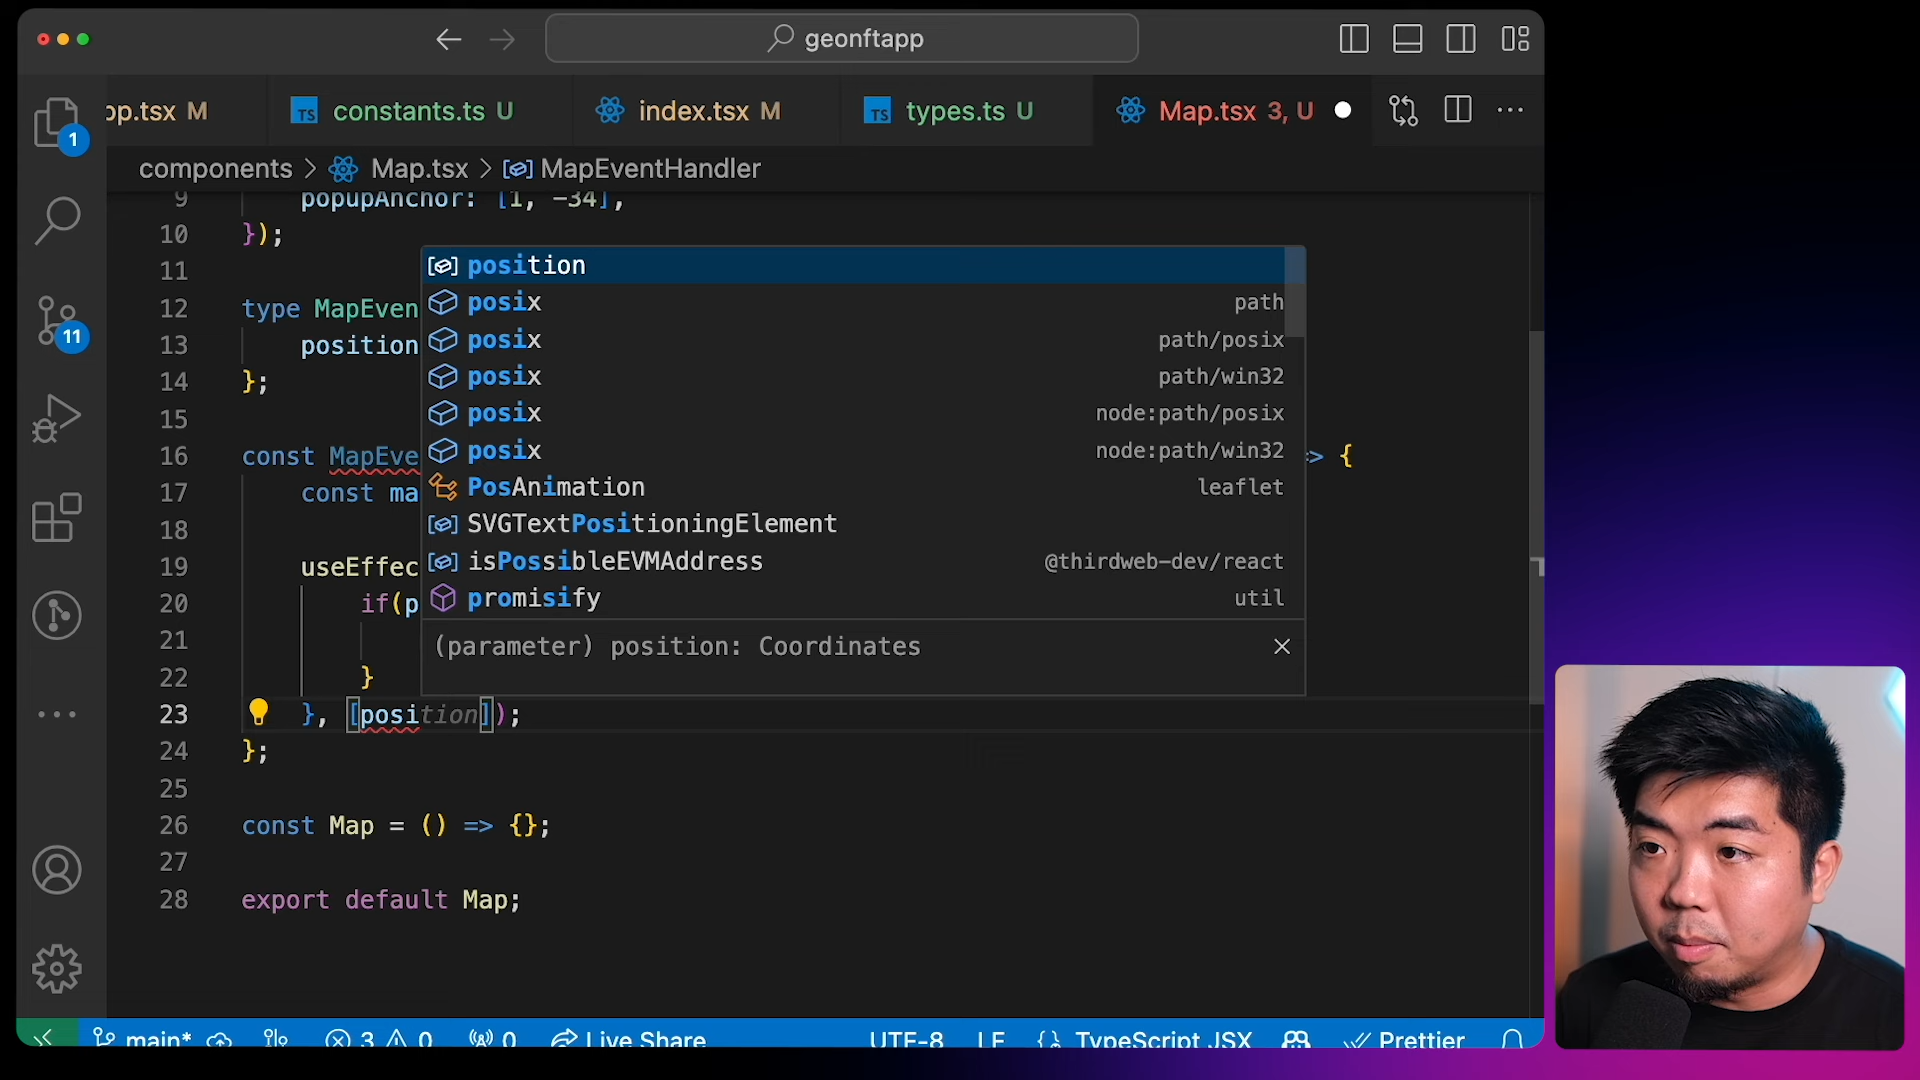 geonftapp
pp.tsx M
TS constants.ts U
index.tsx M
TS types.ts U
Map.tsx 3, U
1
components > Map.tsx > MapEventHandler
9 popupAnchor: [1, -34],
10 });
11
12 type MapEven
13 position
14 };
15
16 const MapEve => {
17 const ma
18
19 useEffec
20 if(p
21
22 }
23 }, [position]);
24 };
25
26 const Map = () => {};
27
28 export default Map;
position
posix path
posix path/posix
posix path/win32
posix node:path/posix
posix node:path/win32
PosAnimation leaflet
SVGTextPositioningElement
isPossibleEVMAddress @thirdweb-dev/react
promisify util
(parameter) position: Coordinates
11
main* 3 0 0 Live Share UTF-8 LF {} TypeScript JSX Prettier